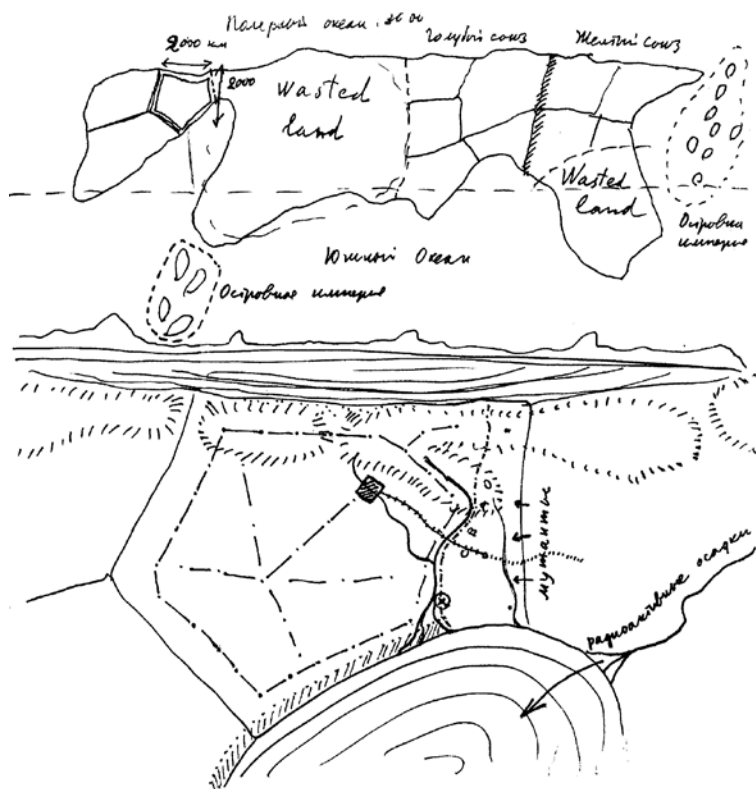 Полярный океан
Голубой союз
Желтый союз
2000 км
2000
Wasted
land
Wasted
land
Островная
империя
Южный Океан
Островная империя
А
В
С
мутанты
радиоактивные осадки